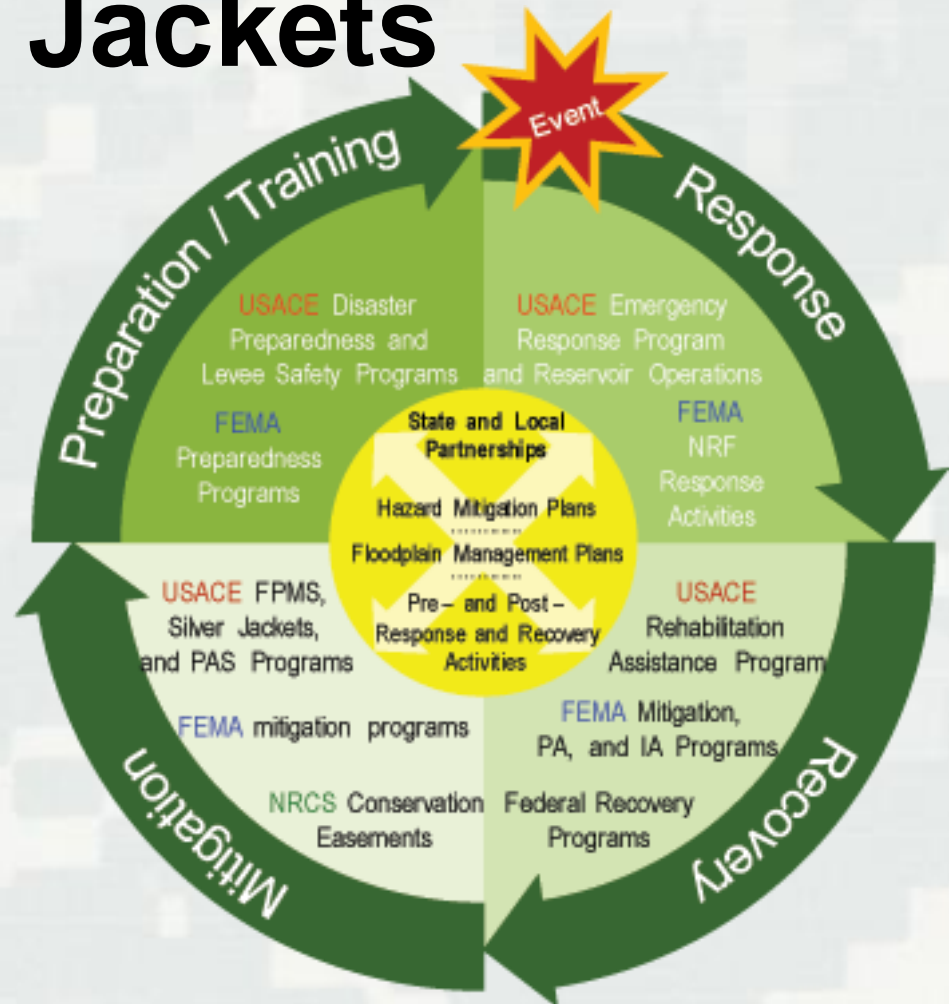 Jackets
Event
Preparation / Training
Response
USACE Disaster
Preparedness and
Levee Safety Programs
FEMA
Preparedness
Programs
USACE Emergency
Response Program
and Reservoir Operations
FEMA
NRF
Response
Activities
State and Local
Partnerships
Hazard Mitigation Plans
Floodplain Management Plans
Pre– and Post–
Response and Recovery
Activities
USACE FPMS,
Silver Jackets,
and PAS Programs
FEMA mitigation programs
NRCS Conservation
Easements
USACE
Rehabilitation
Assistance Program
FEMA Mitigation,
PA, and IA Programs
Federal Recovery
Programs
Mitigation
Recovery